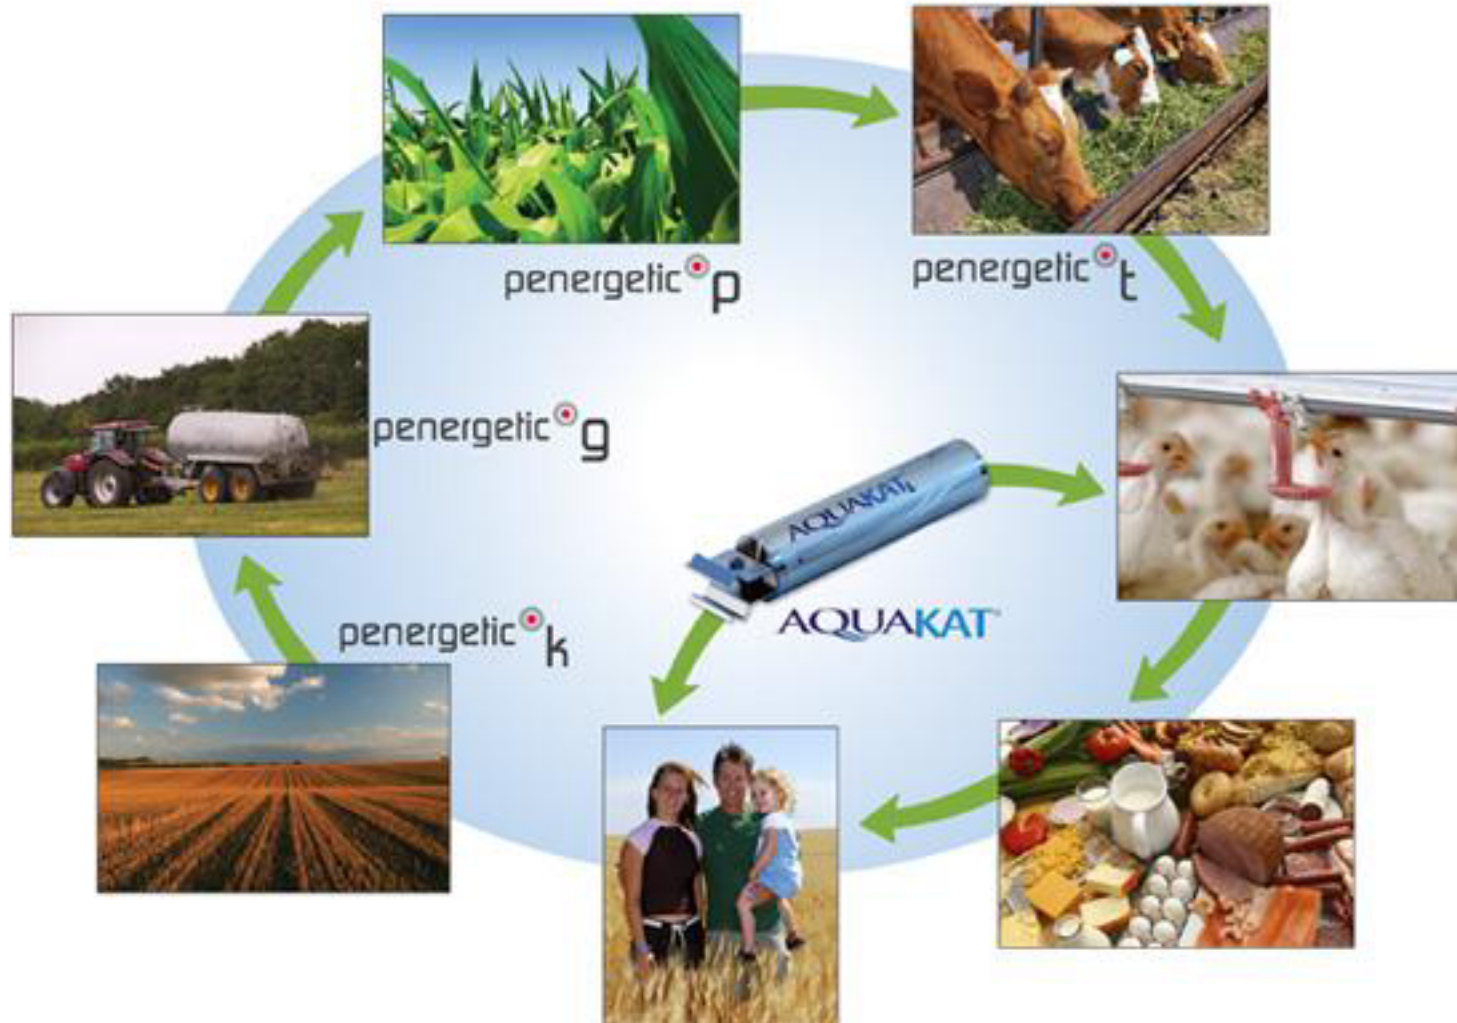 penergetic p
penergetic t
penergetic g
AQUAKAT
penergetic k
AQUAKAT®